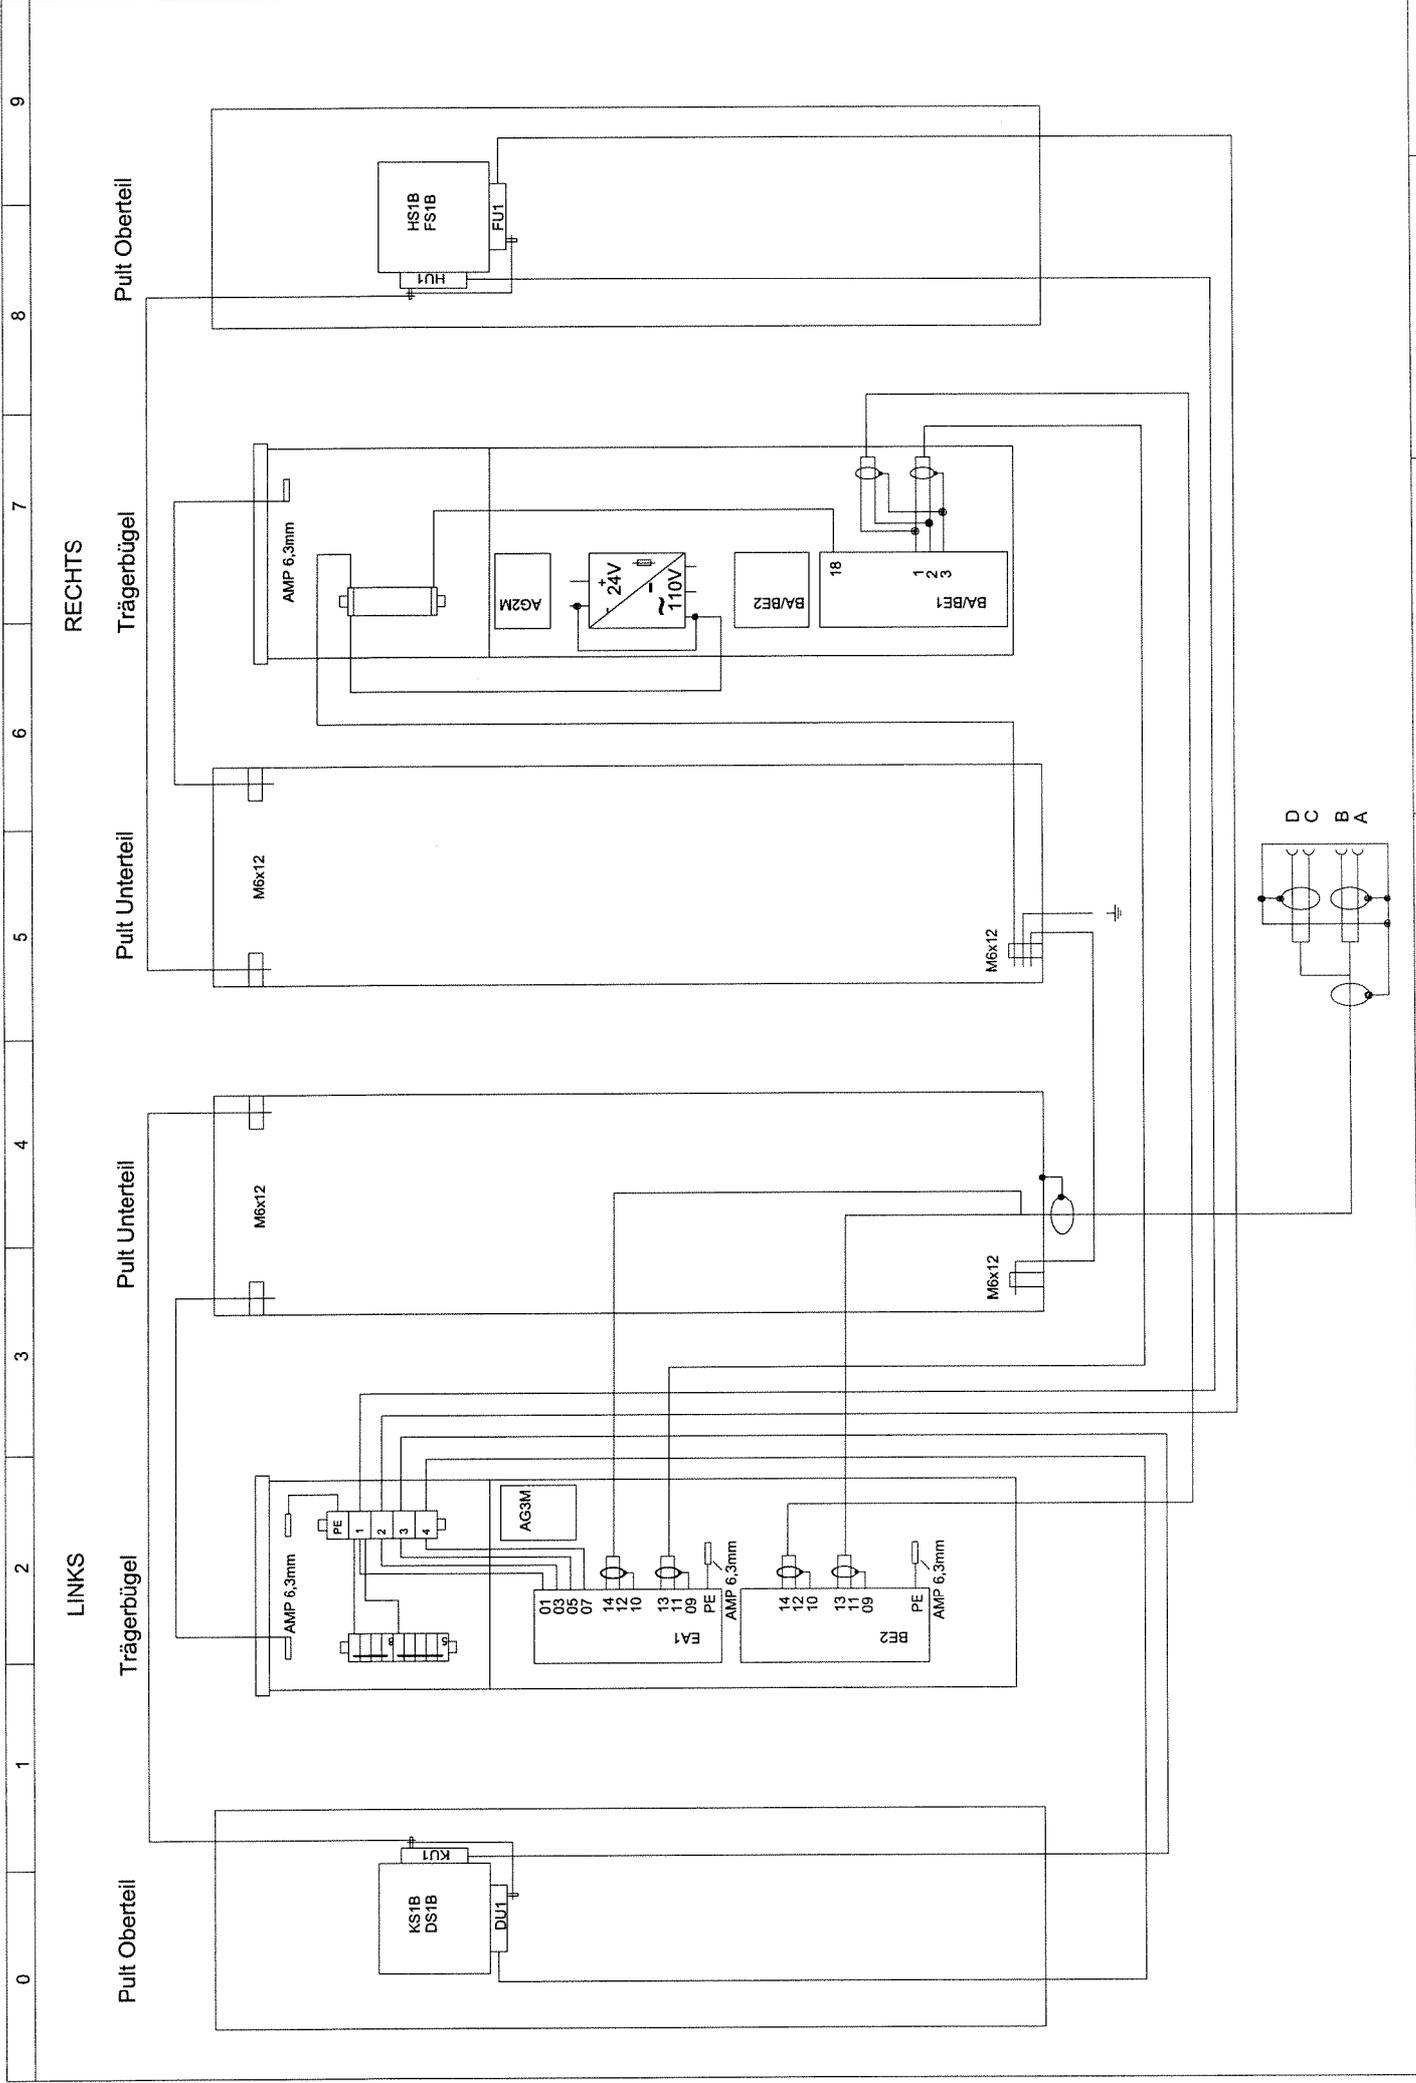 0 1 2 3 4 5 6 7 8 9
LINKS
RECHTS
Pult Oberteil
Trägerbügel
Pult Unterteil
Pult Unterteil
Trägerbügel
Pult Oberteil
KS1B
DS1B
KU1
DU1
AMP 6,3mm
PE
1
2
3
4
8
5
AG3M
01
03
05
07
14
12
10
13
11
09
PE
AMP 6,3mm
EA1
14
12
10
13
11
09
PE
AMP 6,3mm
BE2
M6x12
M6x12
M6x12
M6x12
D
C
B
A
AMP 6,3mm
AG2M
- +
24V
~ -
110V
BA/BE2
18
1
2
3
BA/BE1
HS1B
FS1B
HU1
FU1